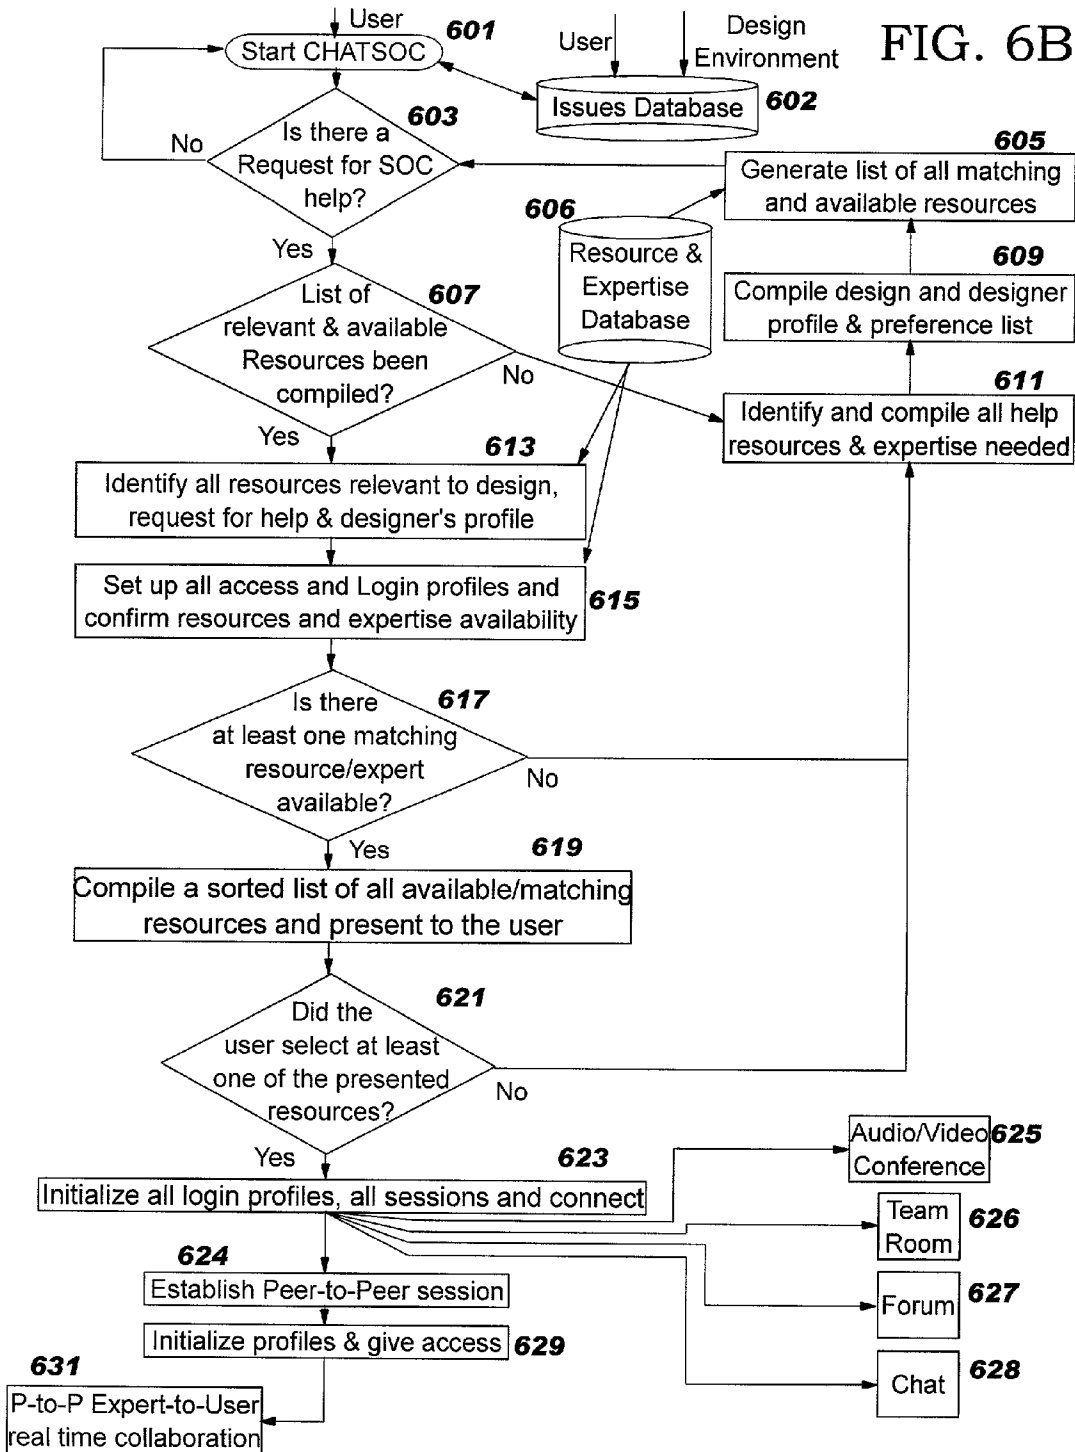 FIG. 6B
User
601
Start CHATSOC
User
Design
Environment
Issues Database
602
603
Is there a
Request for SOC
help?
No
Yes
605
Generate list of all matching
and available resources
606
Resource &
Expertise
Database
609
Compile design and designer
profile & preference list
607
List of
relevant & available
Resources been
compiled?
No
Yes
611
Identify and compile all help
resources & expertise needed
613
Identify all resources relevant to design,
request for help & designer's profile
Set up all access and Login profiles and
confirm resources and expertise availability
615
617
Is there
at least one matching
resource/expert
available?
No
Yes
619
Compile a sorted list of all available/matching
resources and present to the user
621
Did the
user select at least
one of the presented
resources?
No
Yes
623
Initialize all login profiles, all sessions and connect
Audio/Video
Conference
625
Team
Room
626
Forum
627
Chat
628
624
Establish Peer-to-Peer session
Initialize profiles & give access
629
631
P-to-P Expert-to-User
real time collaboration